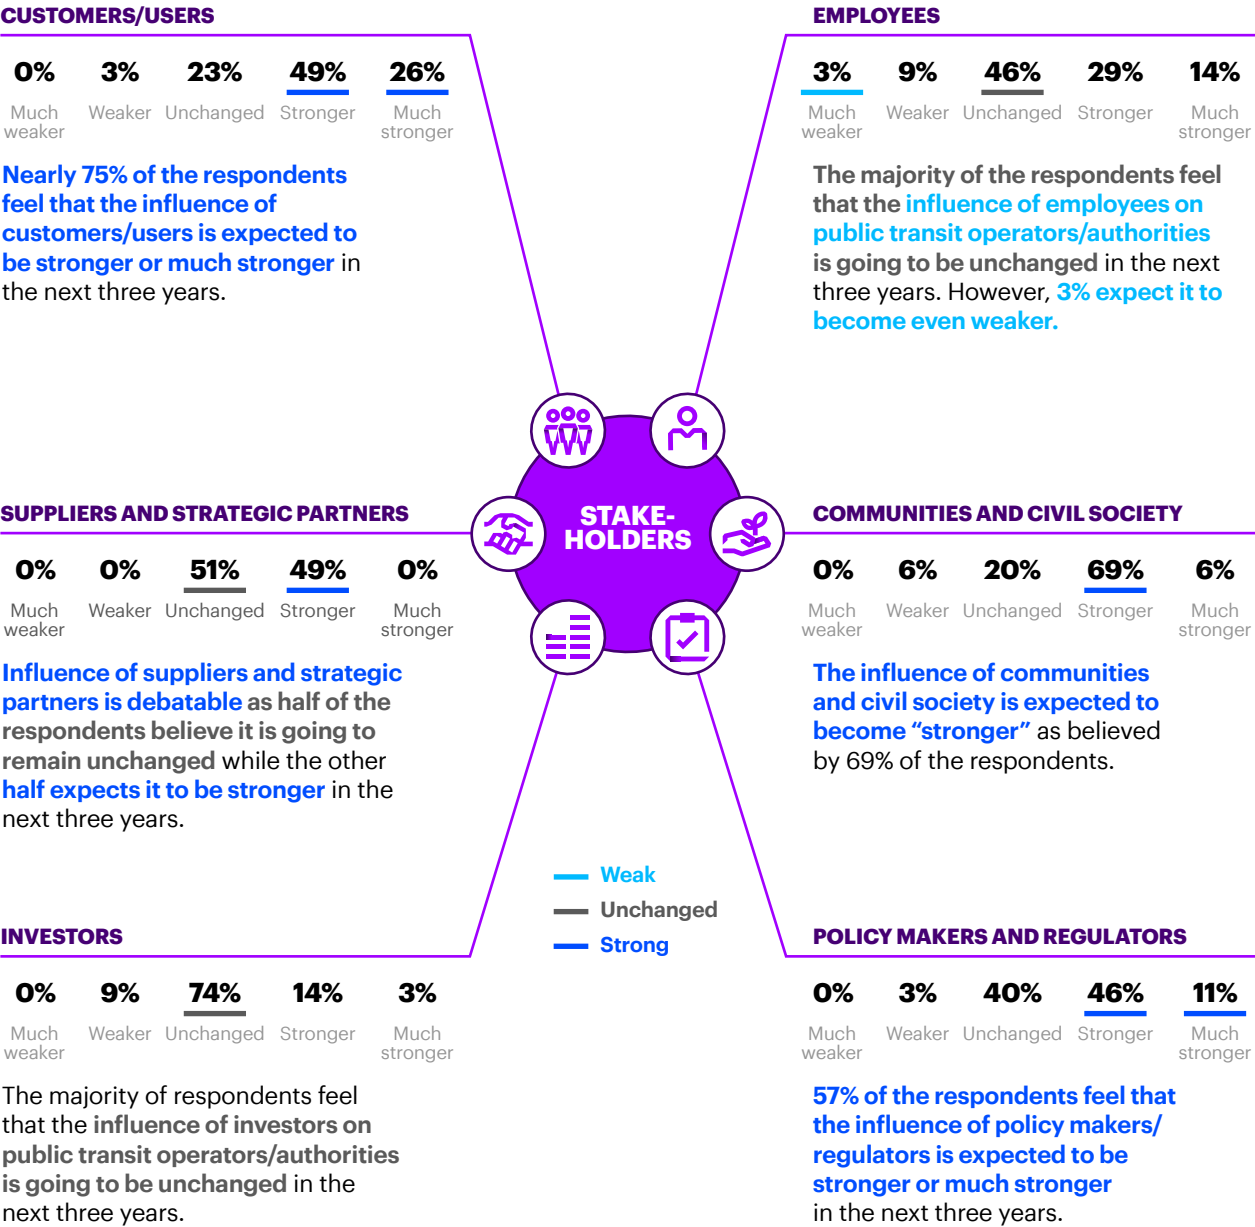 CUSTOMERS/USERS
0% 3% 23% 49% 26%
Much weaker Weaker Unchanged Stronger Much stronger
Nearly 75% of the respondents
feel that the influence of
customers/users is expected to
be stronger or much stronger in
the next three years.
EMPLOYEES
3% 9% 46% 29% 14%
Much weaker Weaker Unchanged Stronger Much stronger
The majority of the respondents feel
that the influence of employees on
public transit operators/authorities
is going to be unchanged in the next
three years. However, 3% expect it to
become even weaker.
STAKE-
HOLDERS
SUPPLIERS AND STRATEGIC PARTNERS
0% 0% 51% 49% 0%
Much weaker Weaker Unchanged Stronger Much stronger
Influence of suppliers and strategic
partners is debatable as half of the
respondents believe it is going to
remain unchanged while the other
half expects it to be stronger in the
next three years.
COMMUNITIES AND CIVIL SOCIETY
0% 6% 20% 69% 6%
Much weaker Weaker Unchanged Stronger Much stronger
The influence of communities
and civil society is expected to
become “stronger” as believed
by 69% of the respondents.
Weak
Unchanged
Strong
INVESTORS
0% 9% 74% 14% 3%
Much weaker Weaker Unchanged Stronger Much stronger
The majority of respondents feel
that the influence of investors on
public transit operators/authorities
is going to be unchanged in the
next three years.
POLICY MAKERS AND REGULATORS
0% 3% 40% 46% 11%
Much weaker Weaker Unchanged Stronger Much stronger
57% of the respondents feel that
the influence of policy makers/
regulators is expected to be
stronger or much stronger
in the next three years.